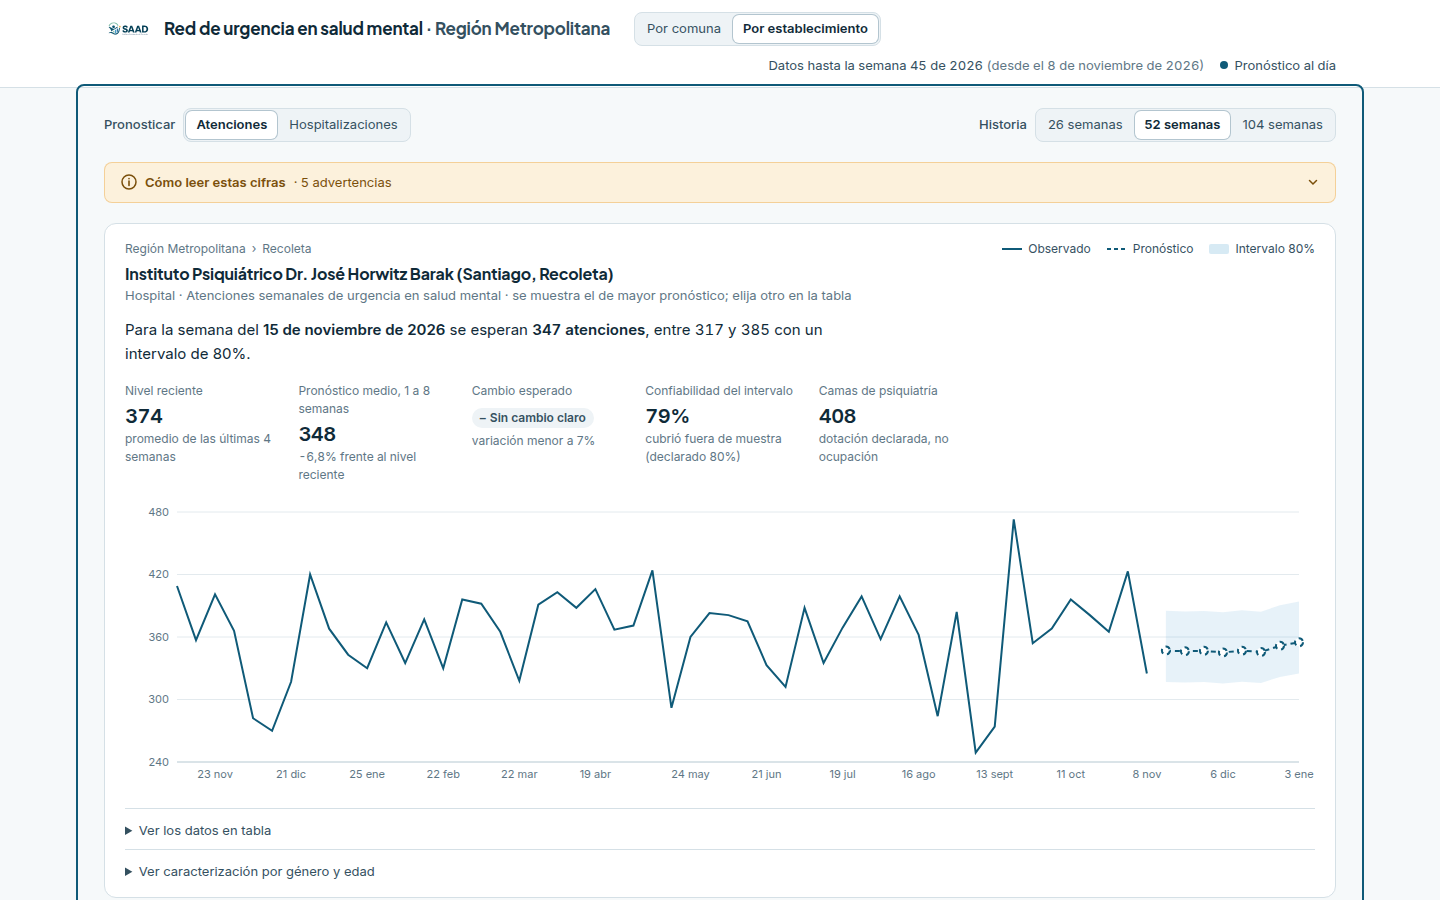 SAAD
Red de urgencia en salud mental · Región Metropolitana
Por comuna
Por establecimiento
Datos hasta la semana 45 de 2026 (desde el 8 de noviembre de 2026)
Pronóstico al día
Pronosticar
Atenciones
Hospitalizaciones
Historia
26 semanas
52 semanas
104 semanas
Cómo leer estas cifras · 5 advertencias
Región Metropolitana › Recoleta
Observado
Pronóstico
Intervalo 80%
Instituto Psiquiátrico Dr. José Horwitz Barak (Santiago, Recoleta)
Hospital · Atenciones semanales de urgencia en salud mental · se muestra el de mayor pronóstico; elija otro en la tabla
Para la semana del 15 de noviembre de 2026 se esperan 347 atenciones, entre 317 y 385 con un
intervalo de 80%.
Nivel reciente
374
promedio de las últimas 4
semanas
Pronóstico medio, 1 a 8
semanas
348
-6,8% frente al nivel
reciente
Cambio esperado
– Sin cambio claro
variación menor a 7%
Confiabilidad del intervalo
79%
cubrió fuera de muestra
(declarado 80%)
Camas de psiquiatría
408
dotación declarada, no
ocupación
480
420
360
300
240
23 nov
21 dic
25 ene
22 feb
22 mar
19 abr
24 may
21 jun
19 jul
16 ago
13 sept
11 oct
8 nov
6 dic
3 ene
Ver los datos en tabla
Ver caracterización por género y edad